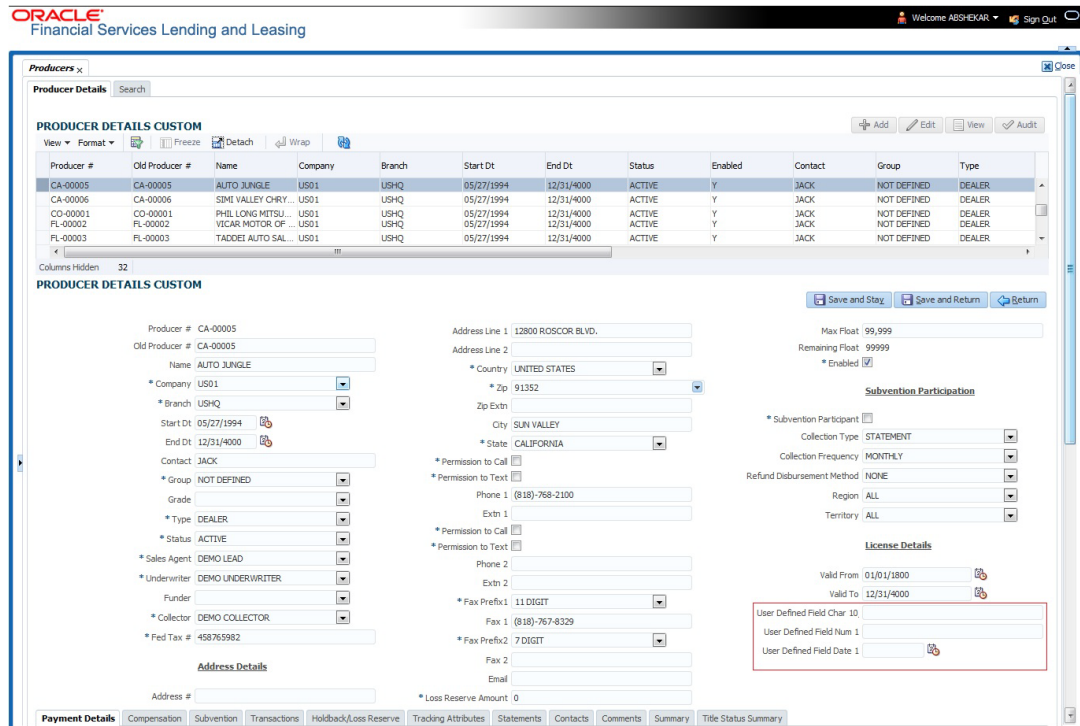 ORACLE
Financial Services Lending and Leasing
Welcome ABSHEKAR Sign Out
Producers
Close
Producer Details Search
PRODUCER DETAILS CUSTOM
Add Edit View Audit
View Format Freeze Detach Wrap
Producer # Old Producer # Name Company Branch Start Dt End Dt Status Enabled Contact Group Type
CA-00005 CA-00005 AUTO JUNGLE US01 USHQ 05/27/1994 12/31/4000 ACTIVE Y JACK NOT DEFINED DEALER
CA-00006 CA-00006 SIMI VALLEY CHRY... US01 USHQ 05/27/1994 12/31/4000 ACTIVE Y JACK NOT DEFINED DEALER
CO-00001 CO-00001 PHIL LONG MITSU... US01 USHQ 05/27/1994 12/31/4000 ACTIVE Y JACK NOT DEFINED DEALER
FL-00002 FL-00002 VICAR MOTOR OF ... US01 USHQ 05/27/1994 12/31/4000 ACTIVE Y JACK NOT DEFINED DEALER
FL-00003 FL-00003 TADDEI AUTO SAL... US01 USHQ 05/27/1994 12/31/4000 ACTIVE Y JACK NOT DEFINED DEALER
Columns Hidden 32
PRODUCER DETAILS CUSTOM
Save and Stay Save and Return Return
Producer # CA-00005
Old Producer # CA-00005
Name AUTO JUNGLE
* Company US01
* Branch USHQ
Start Dt 05/27/1994
End Dt 12/31/4000
Contact JACK
* Group NOT DEFINED
Grade
* Type DEALER
* Status ACTIVE
* Sales Agent DEMO LEAD
* Underwriter DEMO UNDERWRITER
Funder
* Collector DEMO COLLECTOR
* Fed Tax # 458765982
Address Details
Address #
Address Line 1 12800 ROSCOR BLVD.
Address Line 2
* Country UNITED STATES
* Zip 91352
Zip Extn
City SUN VALLEY
* State CALIFORNIA
* Permission to Call
* Permission to Text
Phone 1 (818)-768-2100
Extn 1
* Permission to Call
* Permission to Text
Phone 2
Extn 2
* Fax Prefix1 11 DIGIT
Fax 1 (818)-767-8329
* Fax Prefix2 7 DIGIT
Fax 2
Email
* Loss Reserve Amount 0
Max Float 99,999
Remaining Float 99999
* Enabled
Subvention Participation
* Subvention Participant
Collection Type STATEMENT
Collection Frequency MONTHLY
Refund Disbursement Method NONE
Region ALL
Territory ALL
License Details
Valid From 01/01/1800
Valid To 12/31/4000
User Defined Field Char 10
User Defined Field Num 1
User Defined Field Date 1
Payment Details Compensation Subvention Transactions Holdback/Loss Reserve Tracking Attributes Statements Contacts Comments Summary Title Status Summary